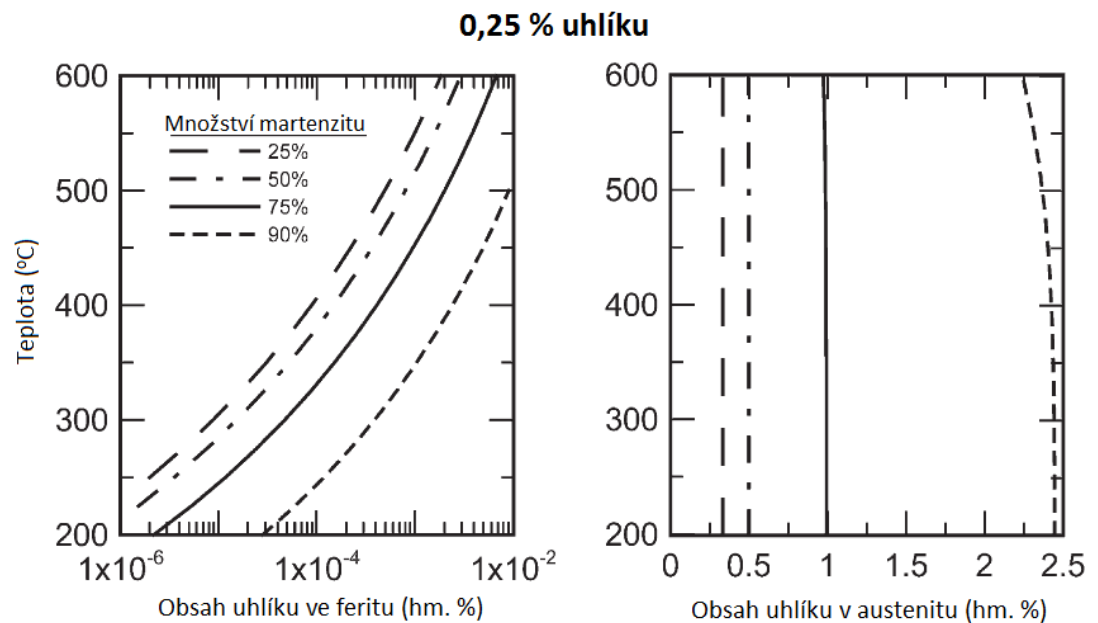 0,25 % uhlíku
600
500
400
300
200
Teplota (ºC)
Množství martenzitu
25%
50%
75%
90%
1x10⁻⁶ 1x10⁻⁴ 1x10⁻²
Obsah uhlíku ve feritu (hm. %)
600
500
400
300
200
0 0.5 1 1.5 2 2.5
Obsah uhlíku v austenitu (hm. %)